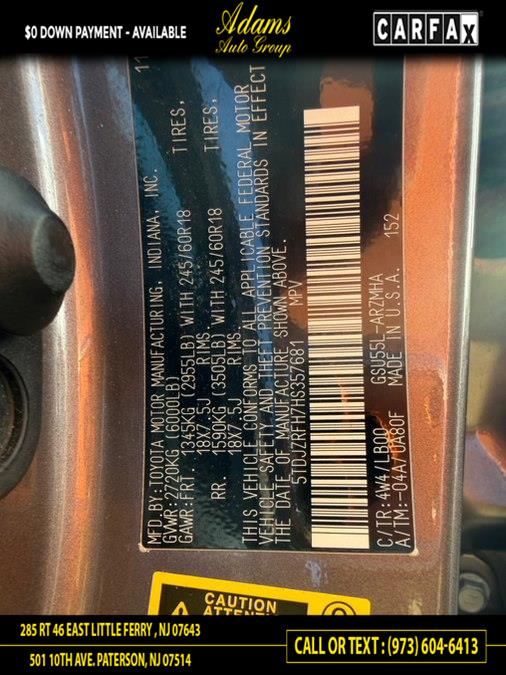 $0 DOWN PAYMENT - AVAILABLE
Adams
Auto Group
CARFAX
MFD.BY:TOYOTA MOTOR MANUFACTURING, INDIANA, INC. 11
GVWR:2720KG (6000LB)
GAWR:FRT. 1345KG (2955LB) WITH 245/60R18 TIRES,
18X7.5J RIMS.
RR. 1590KG (3505LB) WITH 245/60R18 TIRES,
18X7.5J RIMS.
THIS VEHICLE CONFORMS TO ALL APPLICABLE FEDERAL MOTOR
VEHICLE SAFETY AND THEFT PREVENTION STANDARDS IN EFFECT ON
THE DATE OF MANUFACTURE SHOWN ABOVE.
5TDJZRFH7HS357681 MPV
C/TR:4W4/LB00 GSU55L-ARZMHA
A/TM:-04A/UA80F MADE IN U.S.A. 152
CAUTION
285 RT 46 EAST LITTLE FERRY , NJ 07643
501 10TH AVE. PATERSON, NJ 07514
CALL OR TEXT : (973) 604-6413